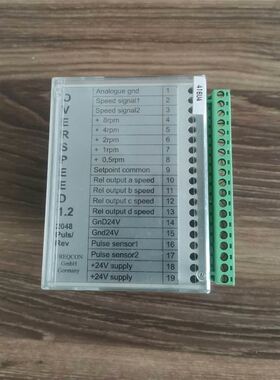 OVERSPEED 1.2
2048
Puls/
Rev
REQCON
GmbH
Germany
Analogue gnd 1
Speed signal1 2
Speed signal2 3
+ 8rpm 4
+ 4rpm 5
+ 2rpm 6
+ 1rpm 7
+ 0,5rpm 8
Setpoint common 9
Rel output a speed 10
Rel output b speed 11
Rel output c speed 12
Rel output d speed 13
GnD24V 14
Gnd24V 15
Pulse sensor1 16
Pulse sensor2 17
+24V supply 18
+24V supply 19